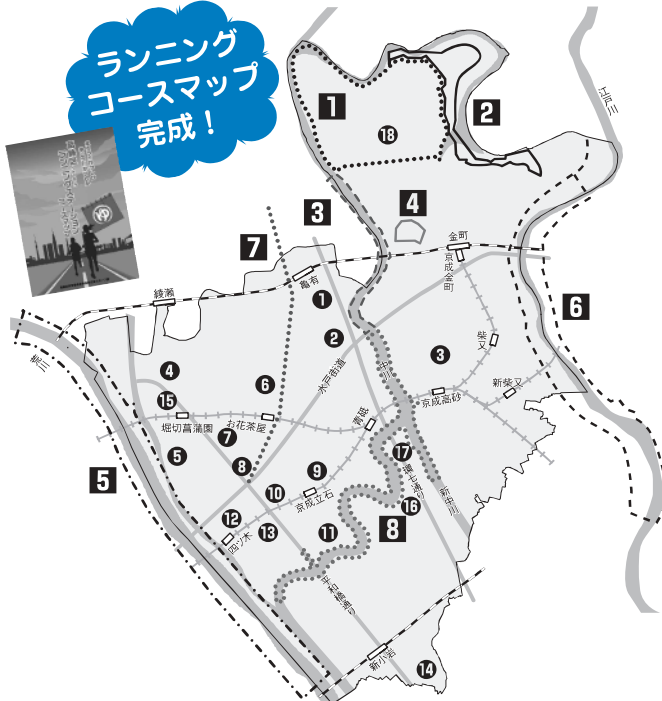 ランニング
コースマップ
完成！
江戸川
1
2
18
3
4
7
金町
京成金町
綾瀬
亀有
1
6
2
柴又
3
4
6
水戸街道
中川
新柴又
荒川
15
京成高砂
堀切菖蒲園
お花茶屋
青砥
7
17
5
8
9
環七通り
5
10
京成立石
新中川
16
12
8
13
11
四ツ木
平和橋通り
新小岩
14